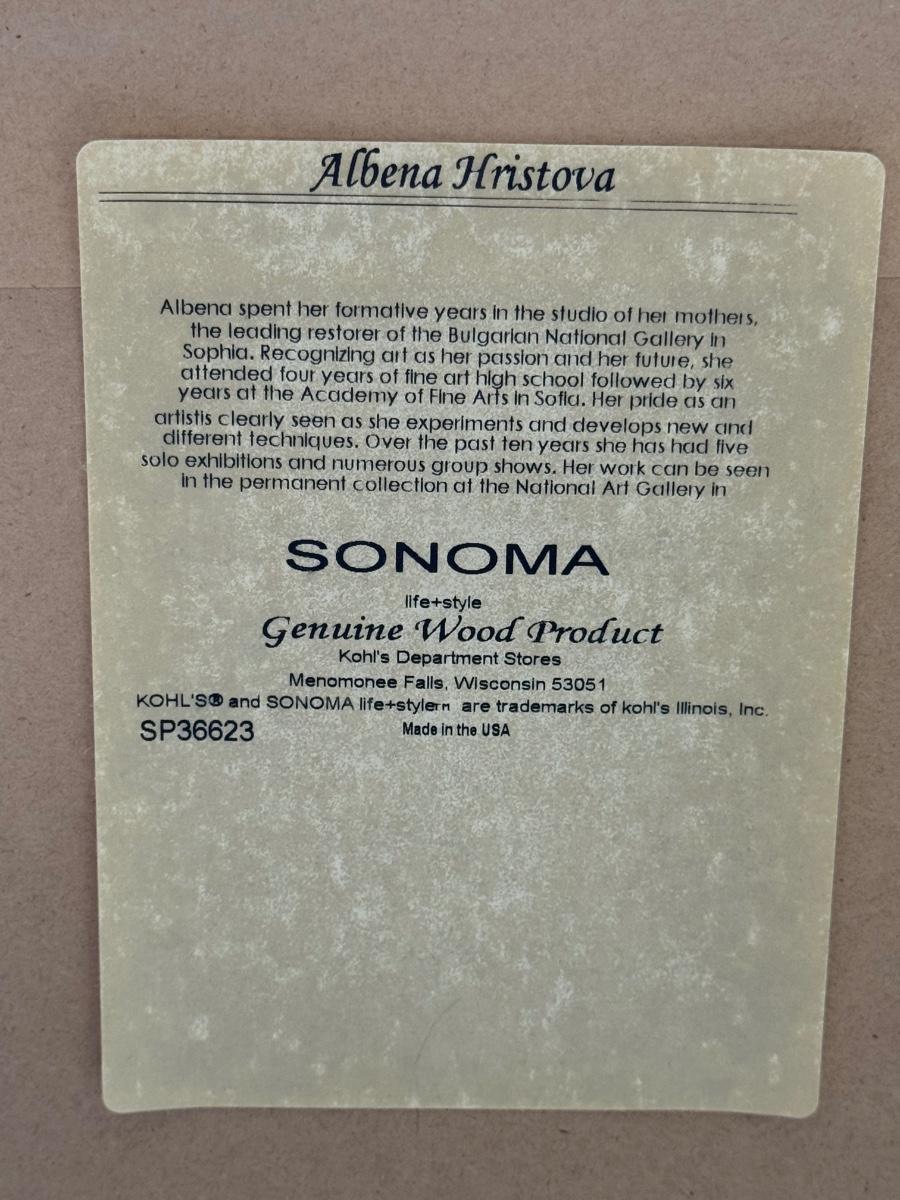 Albena Hristova
Albena spent her formative years in the studio of her mothers,
the leading restorer of the Bulgarian National Gallery in
Sophia. Recognizing art as her passion and her future, she
attended four years of fine art high school followed by six
years at the Academy of Fine Arts in Sofia. Her pride as an
artistis clearly seen as she experiments and develops new and
different techniques. Over the past ten years she has had five
solo exhibitions and numerous group shows. Her work can be seen
in the permanent collection at the National Art Gallery in
SONOMA
life+style
Genuine Wood Product
Kohl's Department Stores
Menomonee Falls, Wisconsin 53051
KOHL'S® and SONOMA life+style™ are trademarks of kohl's Illinois, Inc.
SP36623 Made in the USA